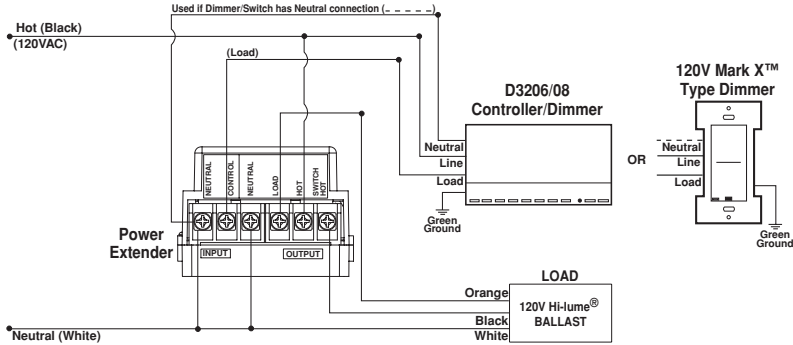 Used if Dimmer/Switch has Neutral connection (_ _ _ _ _)
Hot (Black)
(120VAC)
(Load)
D3206/08
Controller/Dimmer
120V Mark X™
Type Dimmer
Neutral
Line
Load
OR
Neutral
Line
Load
Green
Ground
Green
Ground
NEUTRAL
CONTROL
NEUTRAL
LOAD
HOT
SWITCH
HOT
Power
Extender
INPUT
OUTPUT
LOAD
Orange
Black
White
120V Hi-lume®
BALLAST
Neutral (White)